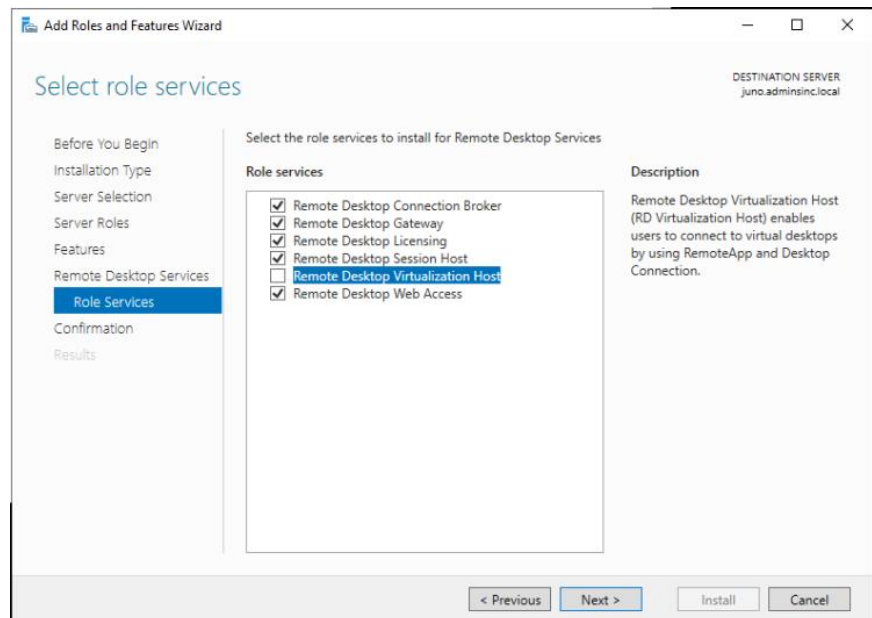 Add Roles and Features Wizard
Select role services
DESTINATION SERVER
juno.adminsinc.local
Before You Begin
Installation Type
Server Selection
Server Roles
Features
Remote Desktop Services
Role Services
Confirmation
Results
Select the role services to install for Remote Desktop Services
Role services
Remote Desktop Connection Broker
Remote Desktop Gateway
Remote Desktop Licensing
Remote Desktop Session Host
Remote Desktop Virtualization Host
Remote Desktop Web Access
Description
Remote Desktop Virtualization Host
(RD Virtualization Host) enables
users to connect to virtual desktops
by using RemoteApp and Desktop
Connection.
< Previous
Next >
Install
Cancel